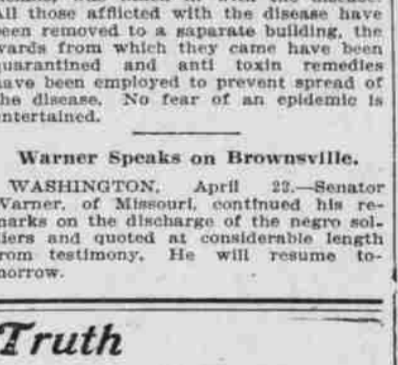 All those afflicted with the disease have
been removed to a saparate building, the
wards from which they came have been
quarantined and anti toxin remedies
have been employed to prevent spread of
the disease. No fear of an epidemic is
entertained.
Warner Speaks on Brownsville.
WASHINGTON, April 22.—Senator
Warner, of Missouri, contfnued his re-
marks on the discharge of the negro sol-
diers and quoted at considerable length
from testimony. He will resume to-
morrow.
Truth